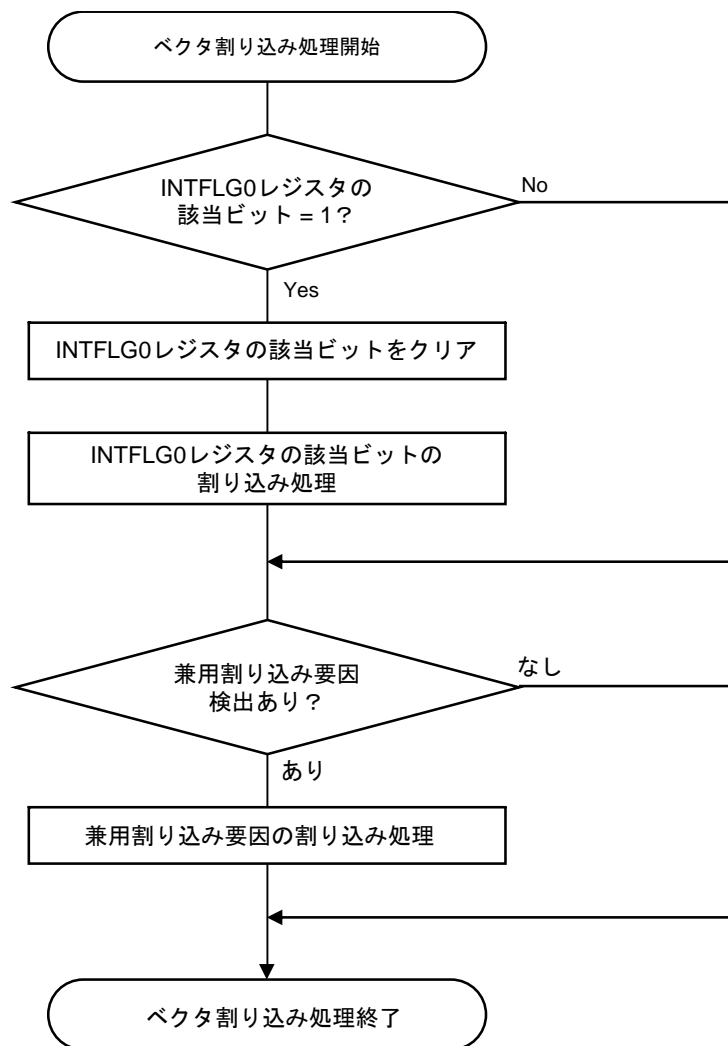 ベクタ割り込み処理開始
INTFLG0レジスタの
該当ビット = 1?
No
Yes
INTFLG0レジスタの該当ビットをクリア
INTFLG0レジスタの該当ビットの
割り込み処理
兼用割り込み要因
検出あり?
なし
あり
兼用割り込み要因の割り込み処理
ベクタ割り込み処理終了